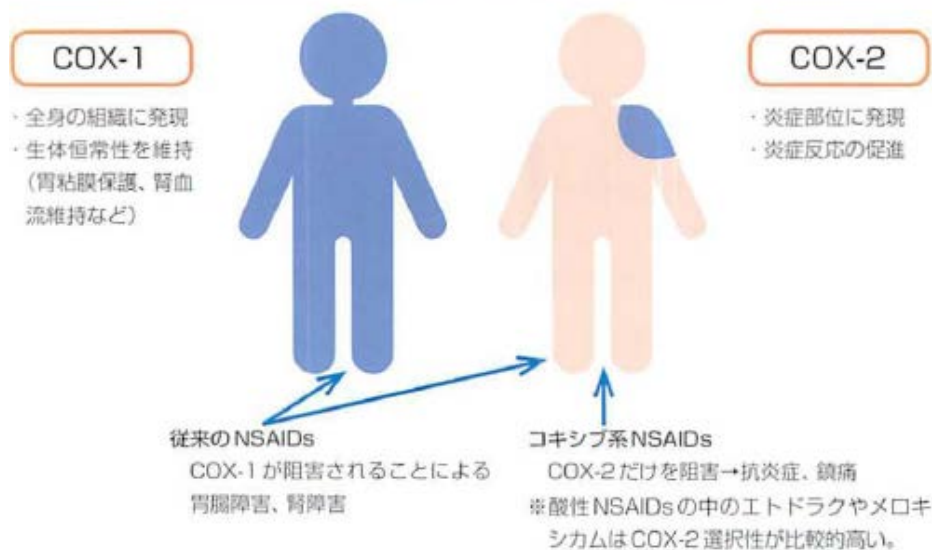 COX-1
・全身の組織に発現
・生体恒常性を維持
（胃粘膜保護、腎血
流維持など）
COX-2
・炎症部位に発現
・炎症反応の促進
従来のNSAIDs
COX-1が阻害されることによる
胃腸障害、腎障害
コキシブ系NSAIDs
COX-2だけを阻害→抗炎症、鎮痛
※酸性NSAIDsの中のエトドラクやメロキ
シカムはCOX-2選択性が比較的高い。